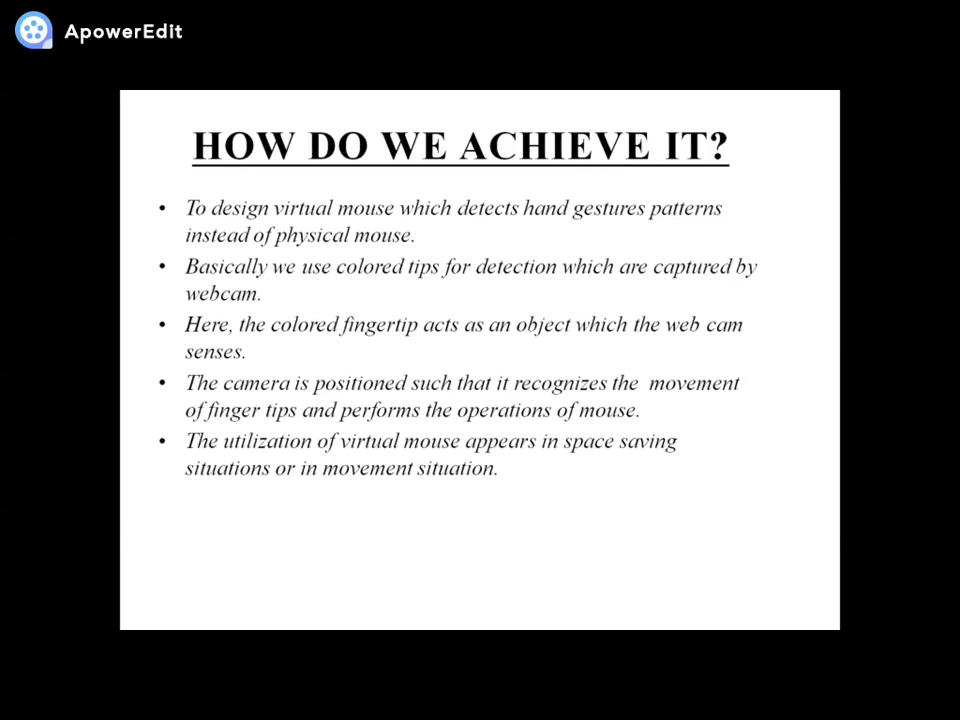 ApowerEdit
HOW DO WE ACHIEVE IT?
• To design virtual mouse which detects hand gestures patterns
instead of physical mouse.
• Basically we use colored tips for detection which are captured by
webcam.
• Here, the colored fingertip acts as an object which the web cam
senses.
• The camera is positioned such that it recognizes the  movement
of finger tips and performs the operations of mouse.
• The utilization of virtual mouse appears in space saving
situations or in movement situation.